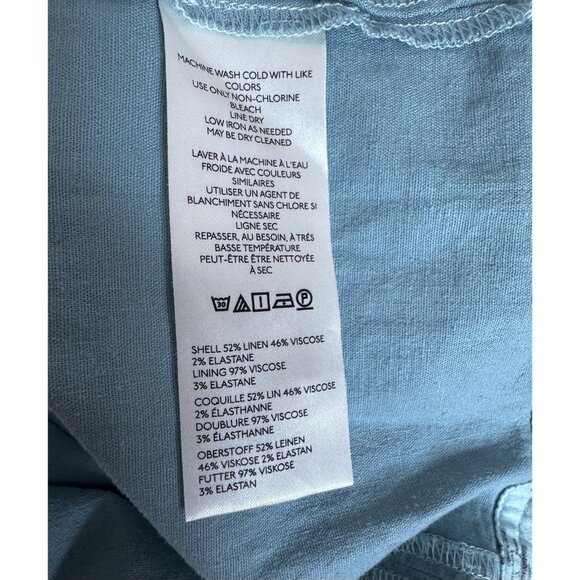 MACHINE WASH COLD WITH LIKE
COLORS
USE ONLY NON-CHLORINE
BLEACH
LINE DRY
LOW IRON AS NEEDED
MAY BE DRY CLEANED
LAVER À LA MACHINE À L'EAU
FROIDE AVEC COULEURS
SIMILAIRES
UTILISER UN AGENT DE
BLANCHIMENT SANS CHLORE SI
NÉCESSAIRE
LIGNE SEC
REPASSER, AU BESOIN, À TRÉS
BASSE TEMPÉRATURE
PEUT-ÊTRE ÊTRE NETTOYÉE
À SEC
30 P
SHELL 52% LINEN 46% VISCOSE
2% ELASTANE
LINING 97% VISCOSE
3% ELASTANE
COQUILLE 52% LIN 46% VISCOSE
2% ÉLASTHANNE
DOUBLURE 97% VISCOSE
3% ÉLASTHANNE
OBERSTOFF 52% LEINEN
46% VISKOSE 2% ELASTAN
FUTTER 97% VISKOSE
3% ELASTAN